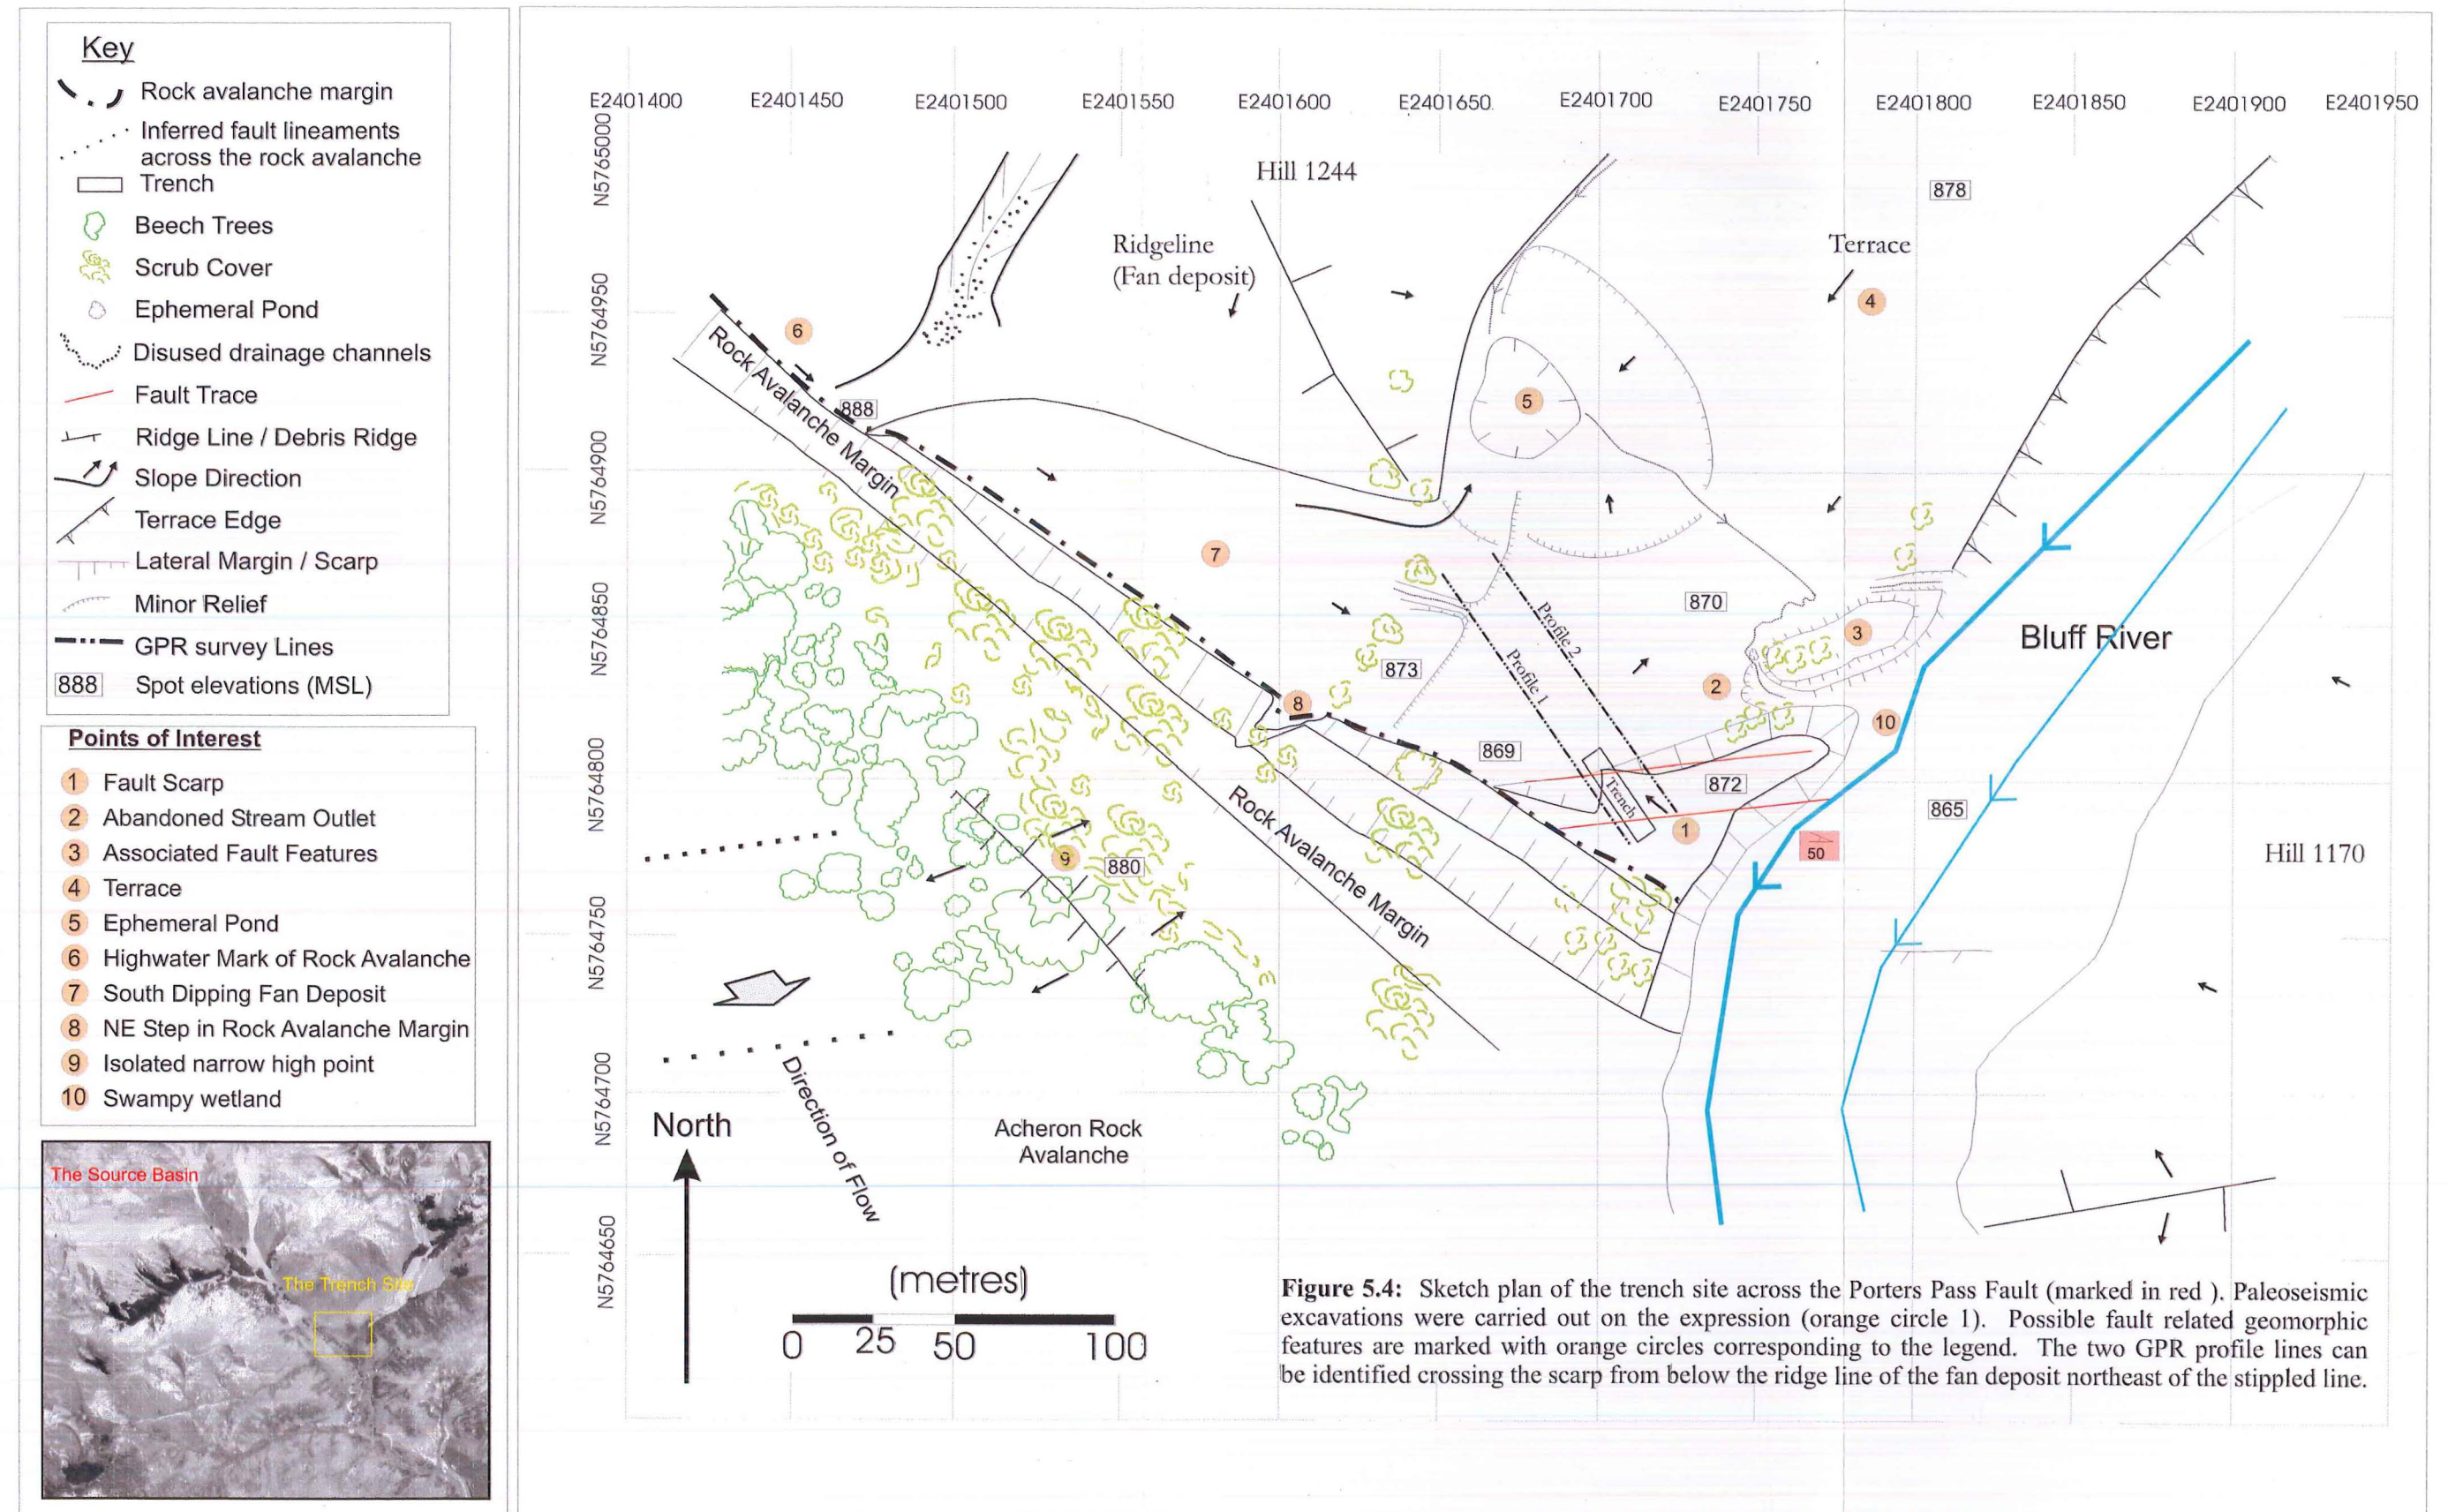 Key
Rock avalanche margin
Inferred fault lineaments
across the rock avalanche
Trench
Beech Trees
Scrub Cover
Ephemeral Pond
Disused drainage channels
Fault Trace
Ridge Line / Debris Ridge
Slope Direction
Terrace Edge
Lateral Margin / Scarp
Minor Relief
GPR survey Lines
888 Spot elevations (MSL)
Points of Interest
1 Fault Scarp
2 Abandoned Stream Outlet
3 Associated Fault Features
4 Terrace
5 Ephemeral Pond
6 Highwater Mark of Rock Avalanche
7 South Dipping Fan Deposit
8 NE Step in Rock Avalanche Margin
9 Isolated narrow high point
10 Swampy wetland
The Source Basin
The Trench Site
E2401400 E2401450 E2401500 E2401550 E2401600 E2401650 E2401700 E2401750 E2401800 E2401850 E2401900 E2401950
N5765000
N5764950
N5764900
N5764850
N5764800
N5764750
N5764700
N5764650
Hill 1244
878
Ridgeline
(Fan deposit)
Terrace
4
6
Rock Avalanche Margin
888
5
7
870
Profile 2
Profile 1
3
Bluff River
873
2
8
10
869
872
Trench
865
1
Rock Avalanche Margin
50
Hill 1170
9
880
Direction of Flow
North
Acheron Rock
Avalanche
(metres)
0 25 50 100
Figure 5.4: Sketch plan of the trench site across the Porters Pass Fault (marked in red ). Paleoseismic
excavations were carried out on the expression (orange circle 1). Possible fault related geomorphic
features are marked with orange circles corresponding to the legend. The two GPR profile lines can
be identified crossing the scarp from below the ridge line of the fan deposit northeast of the stippled line.